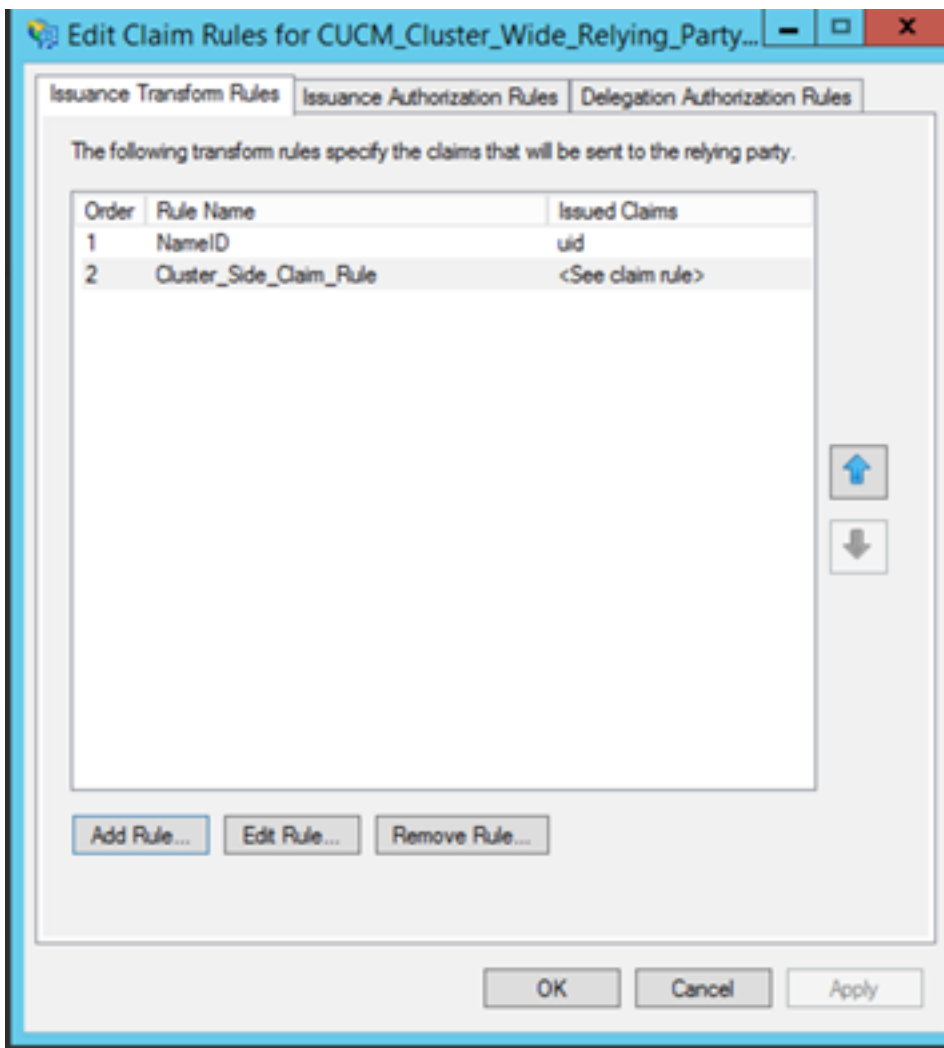 Edit Claim Rules for CUCM_Cluster_Wide_Relying_Party...
Issuance Transform Rules Issuance Authorization Rules Delegation Authorization Rules
The following transform rules specify the claims that will be sent to the relying party.
Order Rule Name Issued Claims
1 NameID uid
2 Cluster_Side_Claim_Rule <See claim rule>
Add Rule... Edit Rule... Remove Rule...
OK Cancel Apply